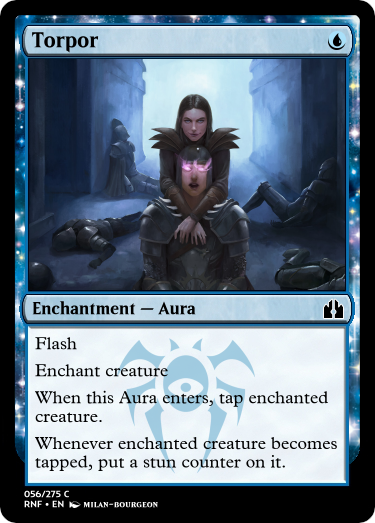 Torpor
Enchantment — Aura
Flash
Enchant creature
When this Aura enters, tap enchanted
creature.
Whenever enchanted creature becomes
tapped, put a stun counter on it.
056/275 C
RNF • EN MILAN-BOURGEON